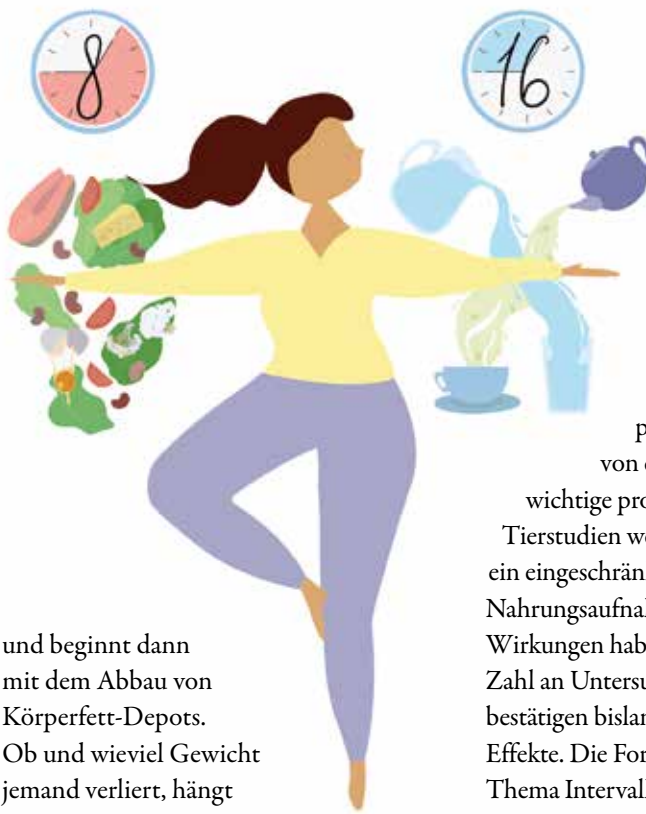 8
16
und beginnt dann
mit dem Abbau von
Körperfett-Depots.
Ob und wieviel Gewicht
jemand verliert, hängt
p
von
wichtige pro
Tierstudien we
ein eingeschrän
Nahrungsaufna
Wirkungen hab
Zahl an Untersu
bestätigen bislan
Effekte. Die For
Thema Interval